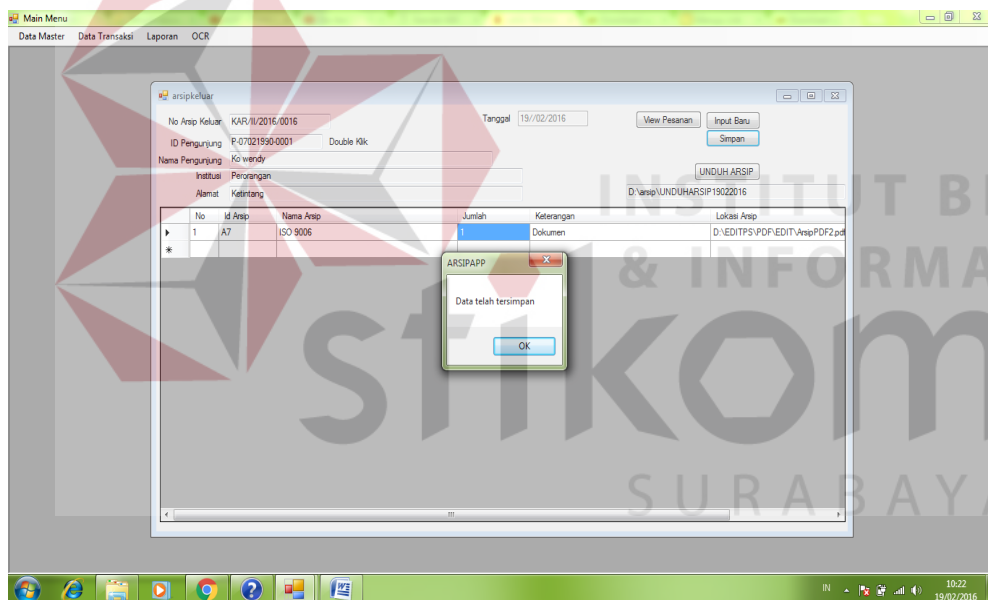 Main Menu
Data Master Data Transaksi Laporan OCR
arsipkeluar
No Arsip Keluar KAR/II/2016/0016 Tanggal 19//02/2016 View Pesanan Input Baru
ID Pengunjung P-07021990-0001 Double Klik Simpan
Nama Pengunjung Ko wendy
Institusi Perorangan UNDUH ARSIP
Alamat Ketintang D:\arsip\UNDUHARSIP19022016
No Id Arsip Nama Arsip Jumlah Keterangan Lokasi Arsip
1 A7 ISO 9006 1 Dokumen D:\EDITPS\PDF\EDIT\ArsipPDF2.pdf
ARSIPAPP
Data telah tersimpan
OK
INSTITUT BI
& INFORMA
stikom
SURABAYA
IN 10:22
19/02/2016